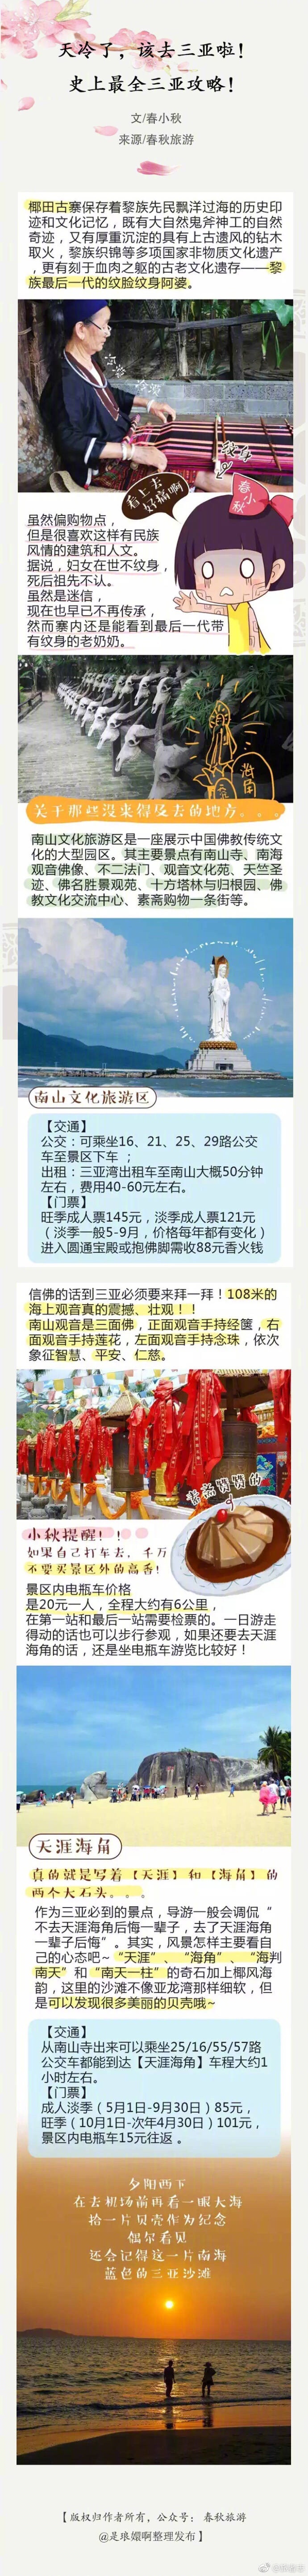 天冷了，该去三亚啦！
史上最全三亚攻略！
文/春小秋
来源/春秋旅游
椰田古寨保存着黎族先民飘洋过海的历史印
迹和文化记忆，既有大自然鬼斧神工的自然
奇迹，又有厚重沉淀的具有上古遗风的钻木
取火，黎族织锦等多项国家非物质文化遗产
，更有刻于血肉之躯的古老文化遗存——黎
族最后一代的纹脸纹身阿婆。
看上去
好痛啊
春小秋
虽然偏购物点，
但是很喜欢这样有民族
风情的建筑和人文。
据说，妇女在世不纹身，
死后祖先不认。
虽然是迷信，
现在也早已不再传承，
然而寨内还是能看到最后一代带
有纹身的老奶奶。
海角
关于那些没来得及去的地方。。。
南山文化旅游区是一座展示中国佛教传统文
化的大型园区。其主要景点有南山寺、南海
观音佛像、不二法门、观音文化苑、天竺圣
迹、佛名胜景观苑、十方塔林与归根园、佛
教文化交流中心、素斋购物一条街等。
南山文化旅游区
【交通】
公交：可乘坐16、21、25、29路公交
车至景区下车 ；
出租：三亚湾出租车至南山大概50分钟
左右，费用40-60元左右。
【门票】
旺季成人票145元，淡季成人票121元
（淡季一般5-9月，价格每年都有变化）
进入圆通宝殿或抱佛脚需收88元香火钱
信佛的话到三亚必须要来拜一拜！108米的
海上观音真的震撼、壮观！！
南山观音是三面佛，正面观音手持经箧，右
面观音手持莲花，左面观音手持念珠，依次
象征智慧、平安、仁慈。
小秋提醒！！
如果自己打车去，千万
不要买景区外的高香！
景区内电瓶车价格
是20元一人，全程大约有6公里，
在第一站和最后一站需要检票的。一日游走
得动的话也可以步行参观，如果还要去天涯
海角的话，还是坐电瓶车游览比较好！
天涯海角
真的就是写着【天涯】和【海角】的
两个大石头。。。
作为三亚必到的景点，导游一般会调侃“
不去天涯海角后悔一辈子，去了天涯海角
一辈子后悔”。其实，风景怎样主要看自
己的心态吧~“天涯”、“海角”、“海判
南天”和“南天一柱”的奇石加上椰风海
韵，这里的沙滩不像亚龙湾那样细软，但
是可以发现很多美丽的贝壳哦~
【交通】
从南山寺出来可以乘坐25/16/55/57路
公交车都能到达【天涯海角】车程大约1
小时左右。
【门票】
成人淡季（5月1日-9月30日）85元，
旺季（10月1日-次年4月30日）101元，
景区内电瓶车15元往返 。
夕阳西下
在去机场前再看一眼大海
拾一片贝壳作为纪念
偶尔看见
还会记得这一片南海
蓝色的三亚沙滩
【 版权归作者所有，公众号： 春秋旅游
@是琅嬛啊整理发布】